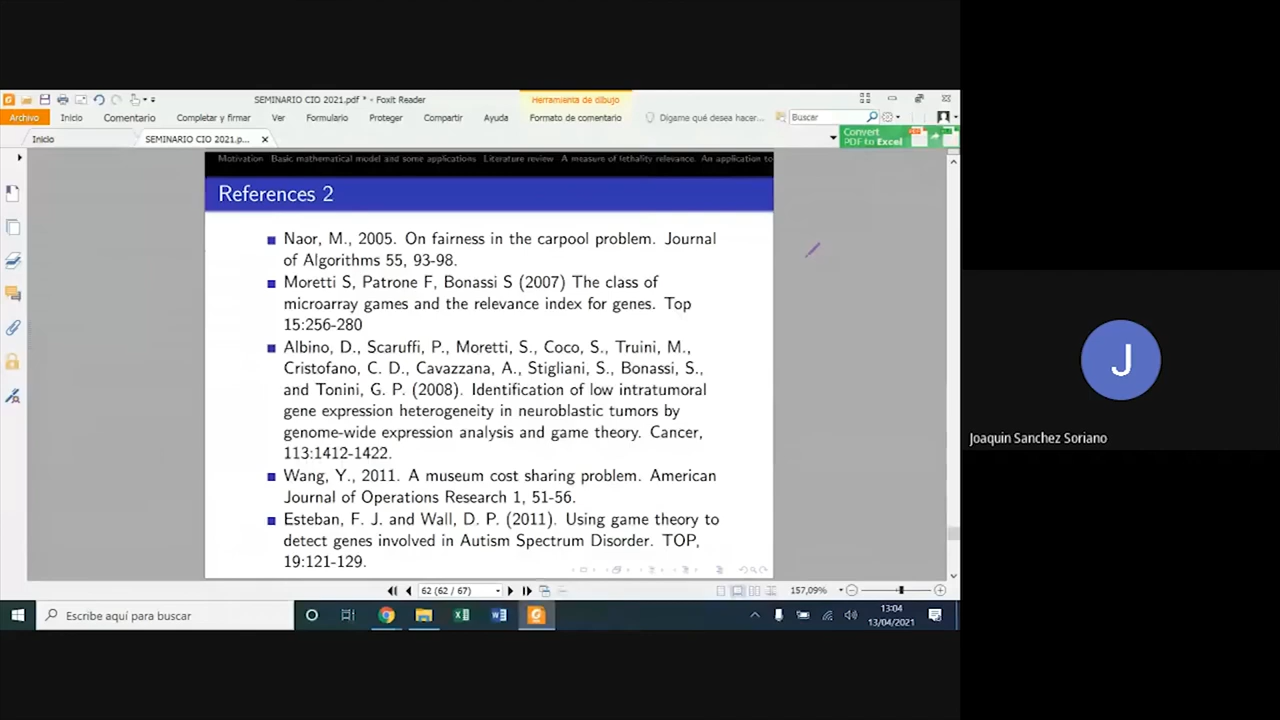 SEMINARIO CIO 2021.pdf * - Foxit Reader
Herramienta de dibujo
Archivo Inicio Comentario Completar y firmar Ver Formulario Proteger Compartir Ayuda Formato de comentario Dígame qué desea hacer... Buscar
Inicio SEMINARIO CIO 2021.p...
Convert
PDF to Excel
Motivation Basic mathematical model and some applications Literature review A measure of lethality relevance. An application to
References 2
Naor, M., 2005. On fairness in the carpool problem. Journal
of Algorithms 55, 93-98.
Moretti S, Patrone F, Bonassi S (2007) The class of
microarray games and the relevance index for genes. Top
15:256-280
Albino, D., Scaruffi, P., Moretti, S., Coco, S., Truini, M.,
Cristofano, C. D., Cavazzana, A., Stigliani, S., Bonassi, S.,
and Tonini, G. P. (2008). Identification of low intratumoral
gene expression heterogeneity in neuroblastic tumors by
genome-wide expression analysis and game theory. Cancer,
113:1412-1422.
Wang, Y., 2011. A museum cost sharing problem. American
Journal of Operations Research 1, 51-56.
Esteban, F. J. and Wall, D. P. (2011). Using game theory to
detect genes involved in Autism Spectrum Disorder. TOP,
19:121-129.
62 (62 / 67)
157,09%
Escribe aquí para buscar
13:04
13/04/2021
J
Joaquin Sanchez Soriano